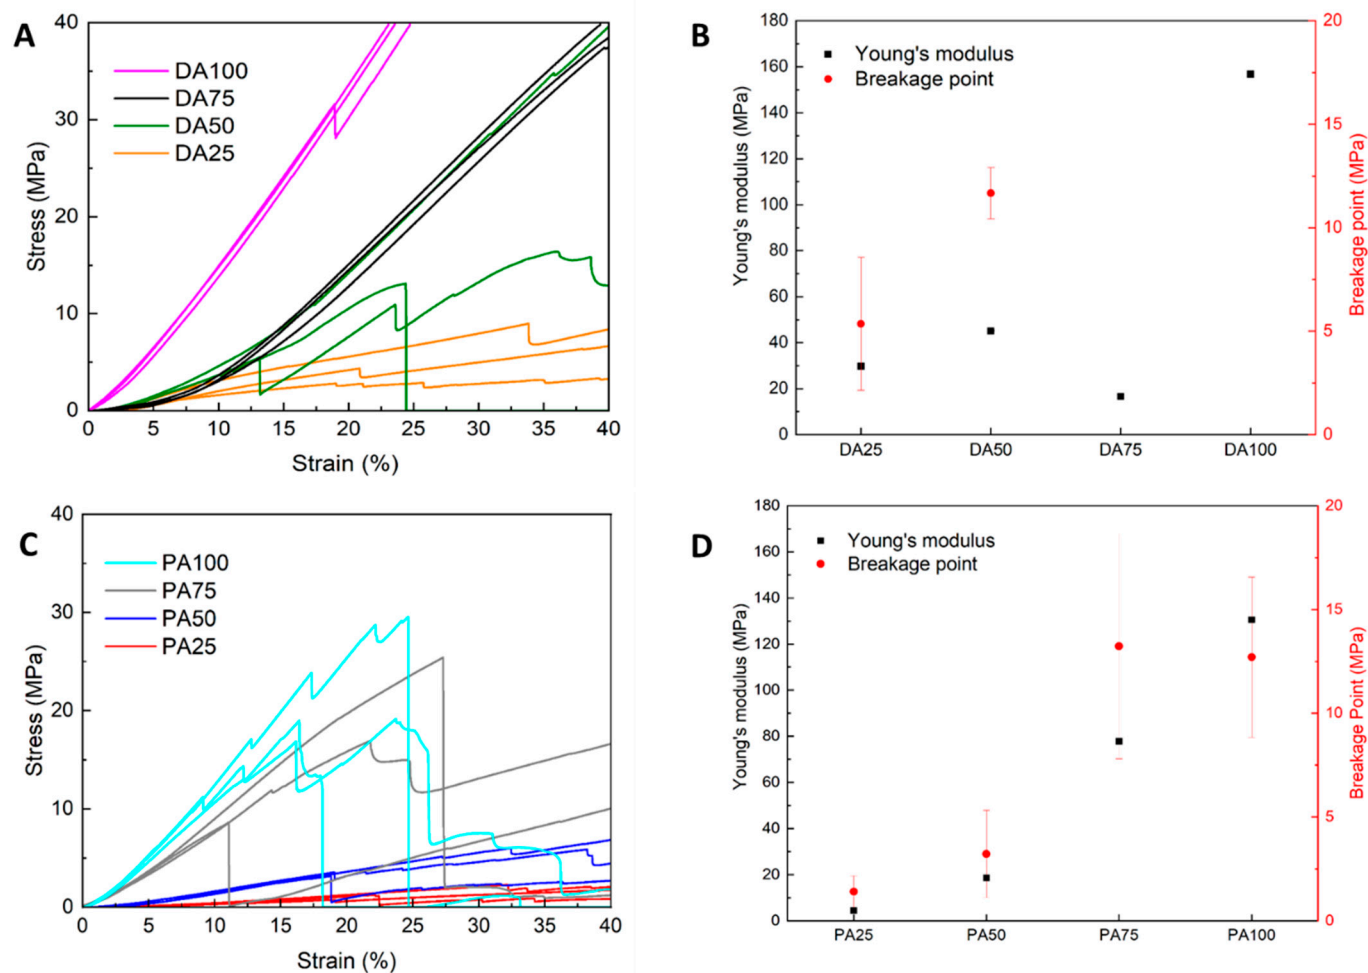 A
40
30
20
10
0
Stress (MPa)
DA100
DA75
DA50
DA25
0 5 10 15 20 25 30 35 40
Strain (%)
B
180
160
140
120
100
80
60
40
20
0
Young's modulus (MPa)
Young's modulus
Breakage point
20
15
10
5
0
Breakage point (MPa)
DA25 DA50 DA75 DA100
C
40
30
20
10
0
Stress (MPa)
PA100
PA75
PA50
PA25
0 5 10 15 20 25 30 35 40
Strain (%)
D
180
160
140
120
100
80
60
40
20
0
Young's modulus (MPa)
Young's modulus
Breakage point
20
15
10
5
0
Breakage Point (MPa)
PA25 PA50 PA75 PA100